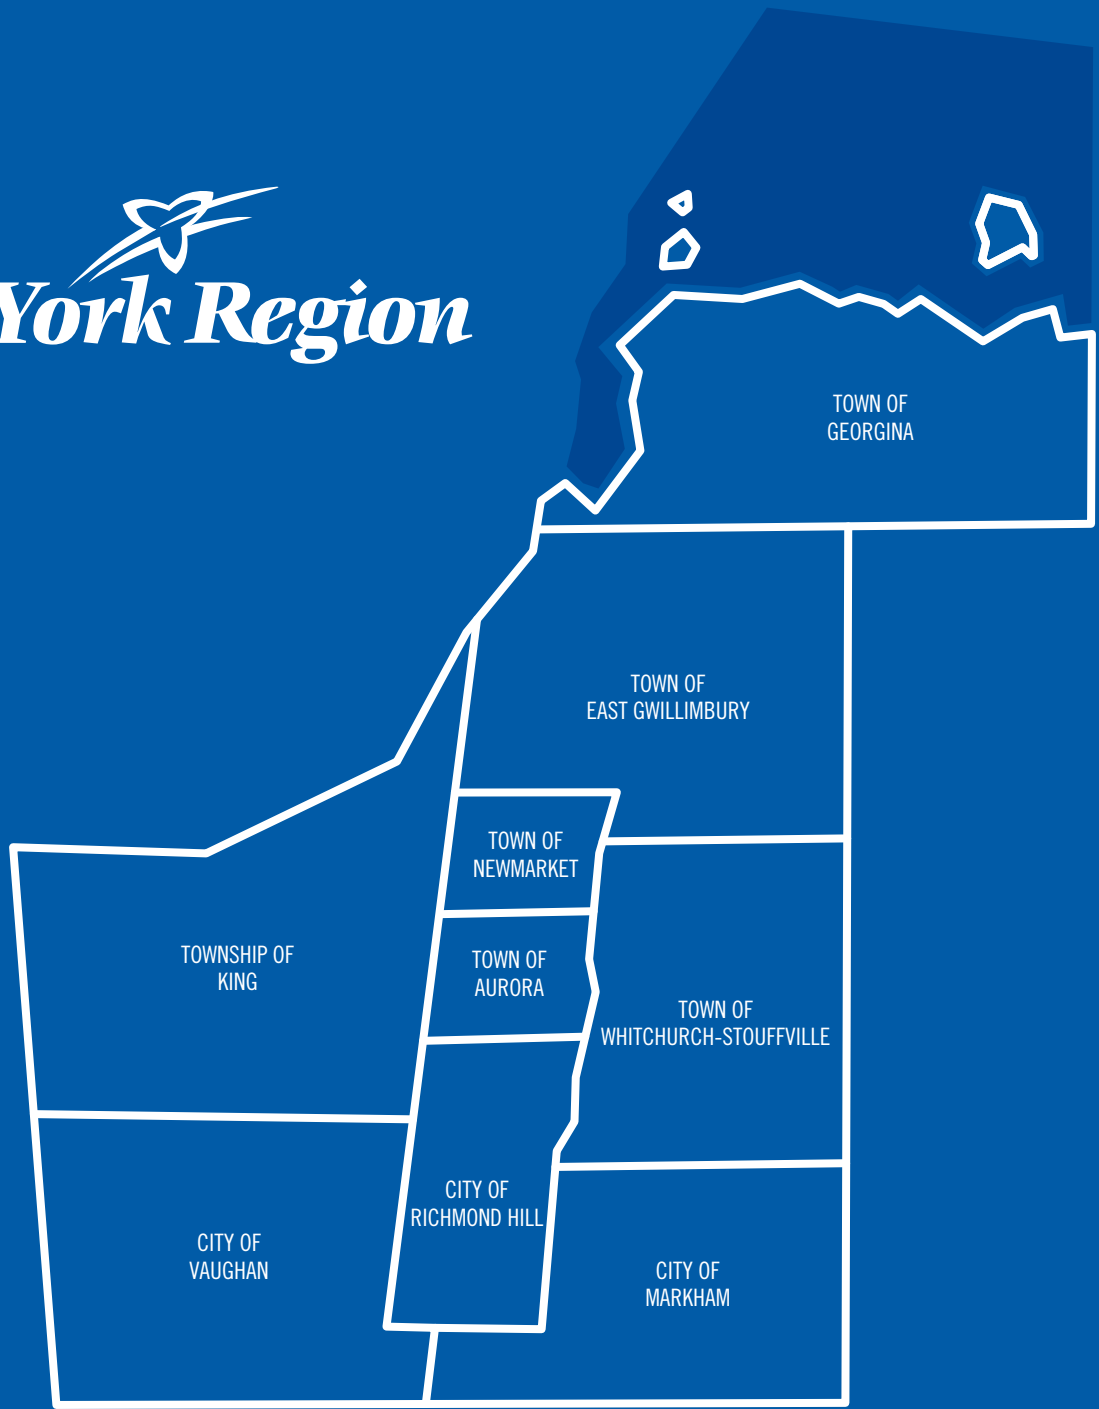 York Region
TOWN OF
GEORGINA
TOWN OF
EAST GWILLIMBURY
TOWN OF
NEWMARKET
TOWNSHIP OF
KING
TOWN OF
AURORA
TOWN OF
WHITCHURCH-STOUFFVILLE
CITY OF
RICHMOND HILL
CITY OF
VAUGHAN
CITY OF
MARKHAM